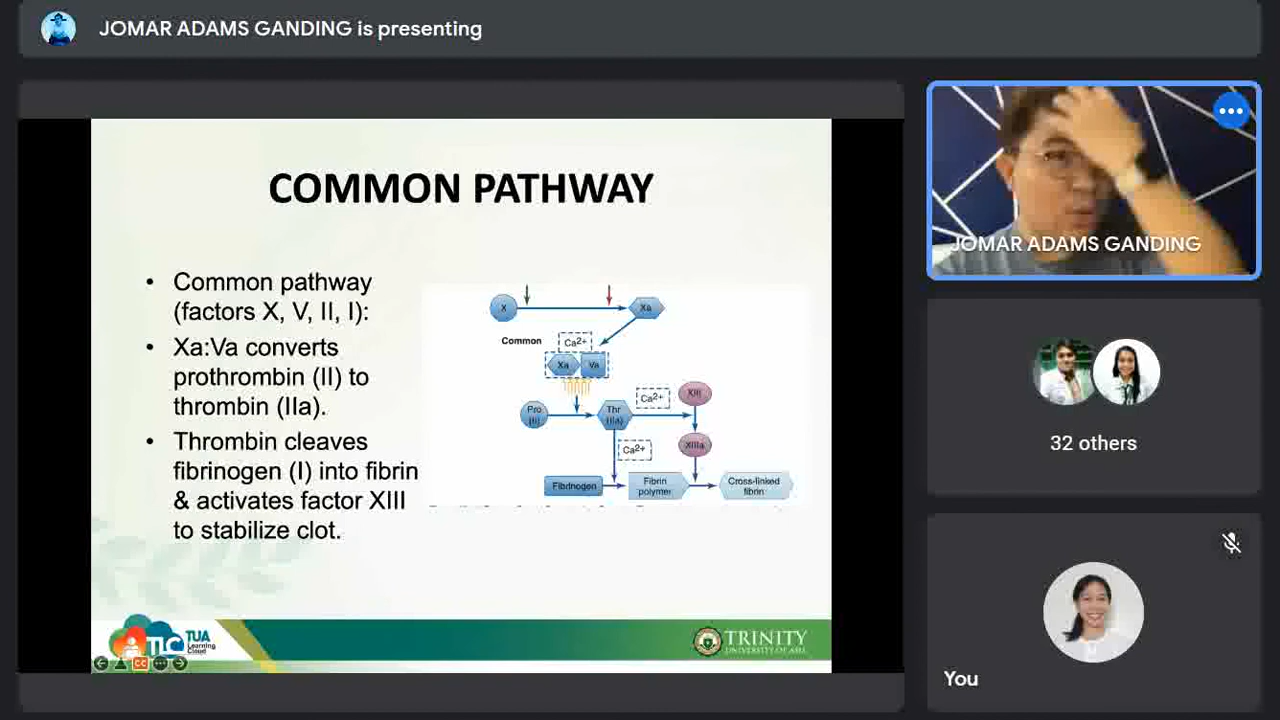 JOMAR ADAMS GANDING is presenting
COMMON PATHWAY
• Common pathway
(factors X, V, II, I):
• Xa:Va converts
prothrombin (II) to
thrombin (IIa).
• Thrombin cleaves
fibrinogen (I) into fibrin
& activates factor XIII
to stabilize clot.
X
Xa
Common
Ca2+
Xa
Va
Pro
(II)
Thr
(IIa)
Ca2+
XIII
Ca2+
XIIIa
Fibrinogen
Fibrin
polymer
Cross-linked
fibrin
TLC
TUA
Learning
Cloud
CC
TRINITY
UNIVERSITY OF ASIA
JOMAR ADAMS GANDING
32 others
You